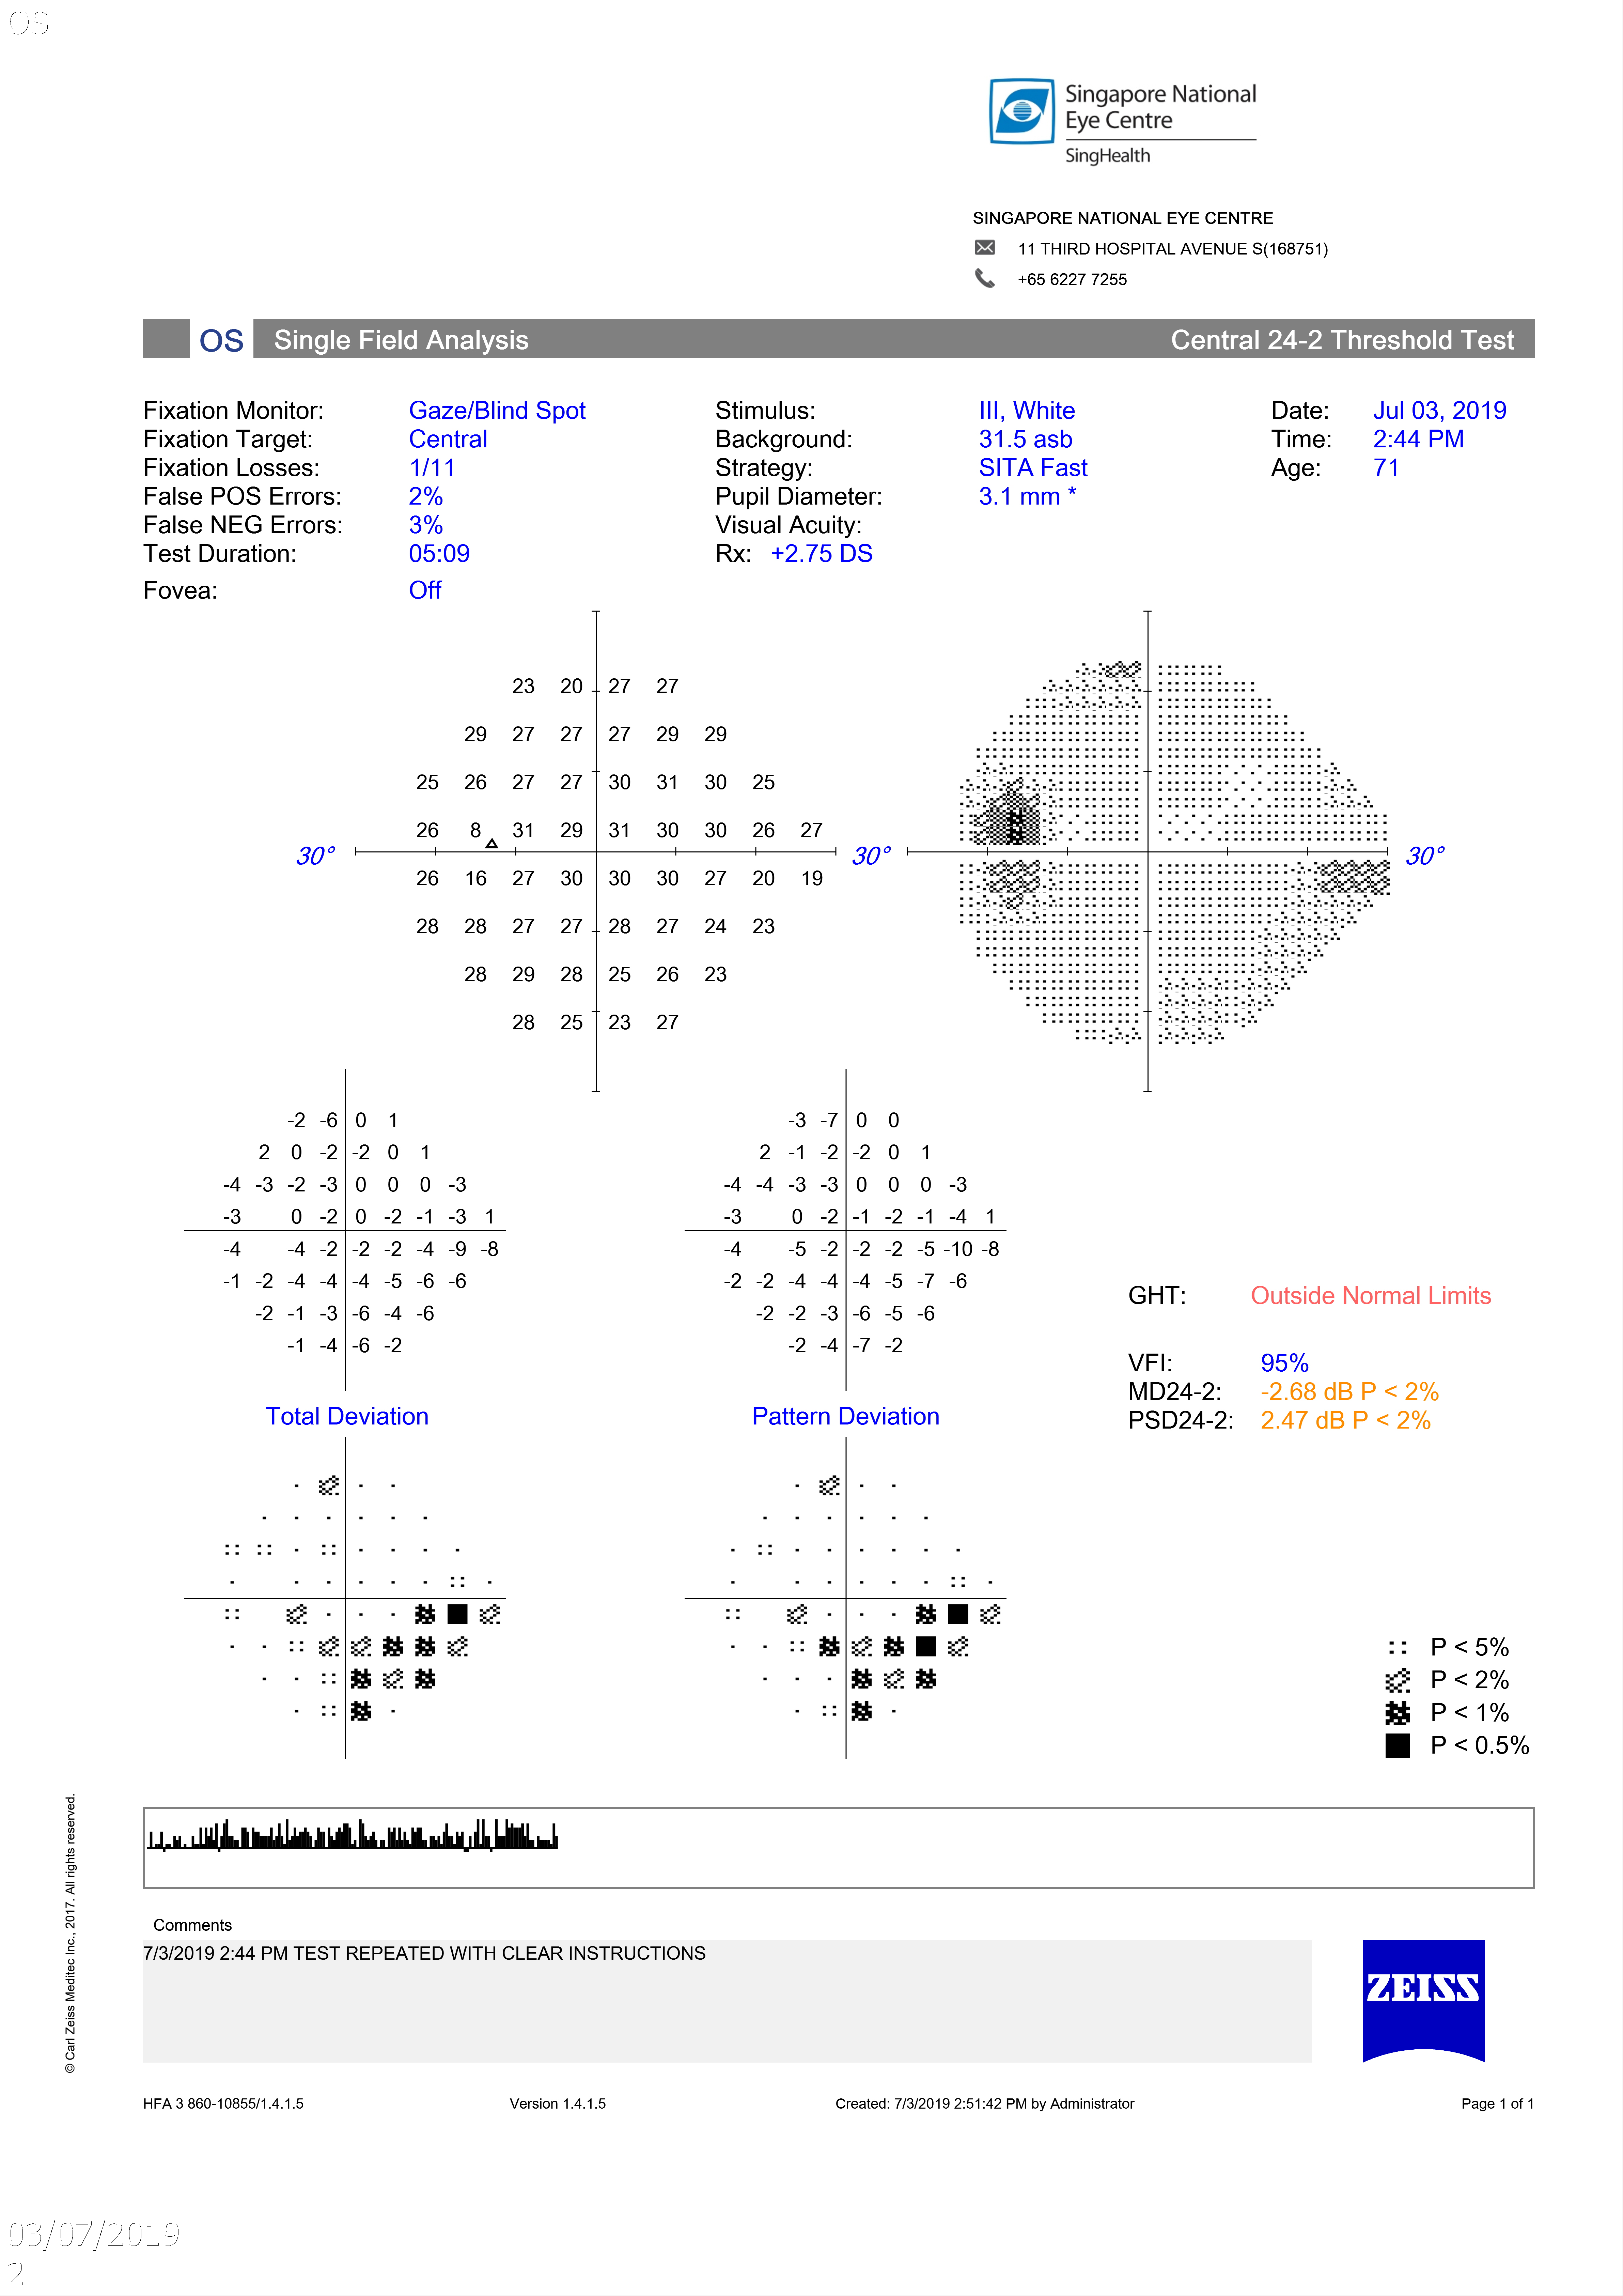 OS
Singapore National
Eye Centre
SingHealth
SINGAPORE NATIONAL EYE CENTRE
11 THIRD HOSPITAL AVENUE S(168751)
+65 6227 7255
OS Single Field Analysis Central 24-2 Threshold Test
Fixation Monitor: Gaze/Blind Spot Stimulus: III, White Date: Jul 03, 2019
Fixation Target: Central Background: 31.5 asb Time: 2:44 PM
Fixation Losses: 1/11 Strategy: SITA Fast Age: 71
False POS Errors: 2% Pupil Diameter: 3.1 mm *
False NEG Errors: 3% Visual Acuity:
Test Duration: 05:09 Rx: +2.75 DS
Fovea: Off
23 20 27 27
29 27 27 27 29 29
25 26 27 27 30 31 30 25
26 8 31 29 31 30 30 26 27
30° 30° 30°
26 16 27 30 30 30 27 20 19
28 28 27 27 28 27 24 23
28 29 28 25 26 23
28 25 23 27
-2 -6 0 1 -3 -7 0 0
2 0 -2 -2 0 1 2 -1 -2 -2 0 1
-4 -3 -2 -3 0 0 0 -3 -4 -4 -3 -3 0 0 0 -3
-3 0 -2 0 -2 -1 -3 1 -3 0 -2 -1 -2 -1 -4 1
-4 -4 -2 -2 -2 -4 -9 -8 -4 -5 -2 -2 -2 -5 -10 -8
-1 -2 -4 -4 -4 -5 -6 -6 -2 -2 -4 -4 -4 -5 -7 -6
-2 -1 -3 -6 -4 -6 -2 -2 -3 -6 -5 -6
-1 -4 -6 -2 -2 -4 -7 -2
GHT: Outside Normal Limits
VFI: 95%
MD24-2: -2.68 dB P < 2%
PSD24-2: 2.47 dB P < 2%
Total Deviation Pattern Deviation
P < 5%
P < 2%
P < 1%
P < 0.5%
© Carl Zeiss Meditec Inc., 2017. All rights reserved.
Comments
7/3/2019 2:44 PM TEST REPEATED WITH CLEAR INSTRUCTIONS
ZEISS
HFA 3 860-10855/1.4.1.5 Version 1.4.1.5 Created: 7/3/2019 2:51:42 PM by Administrator Page 1 of 1
03/07/2019
2